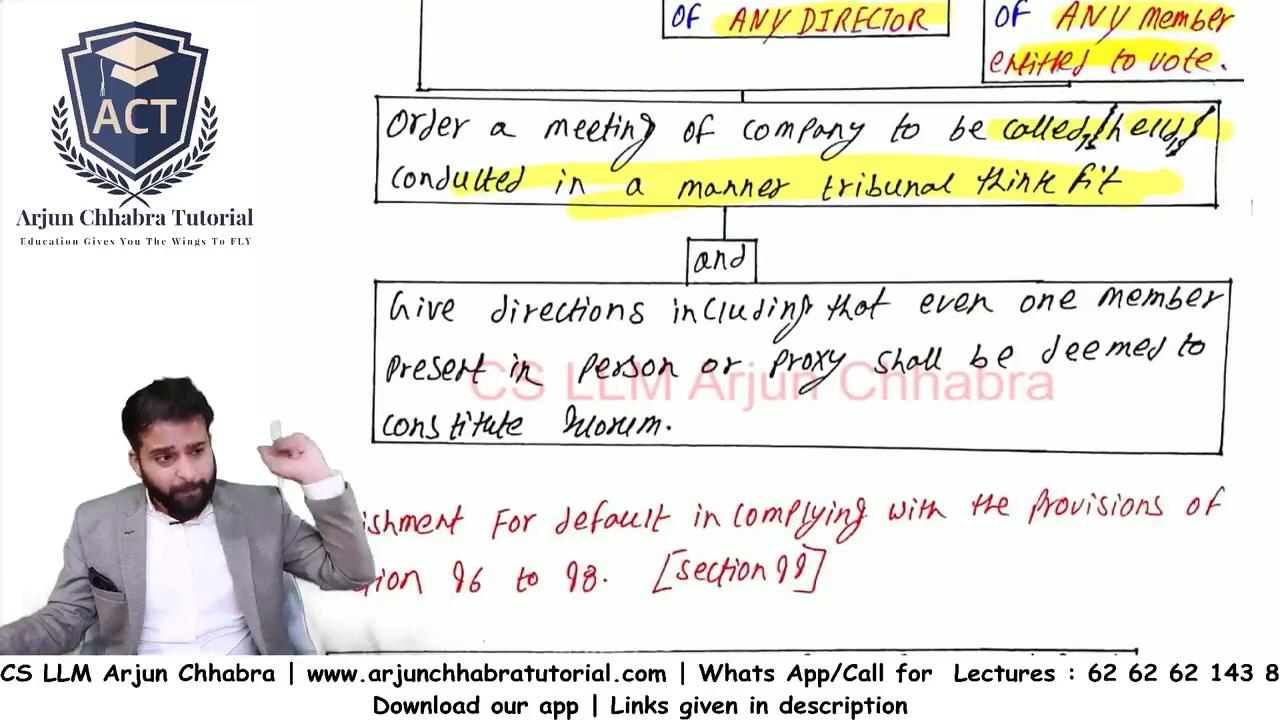 OF ANY DIRECTOR
OF ANY member
entitled to vote.
ACT
Order a meeting of company to be called, held,
conducted in a manner tribunal think fit
Arjun Chhabra Tutorial
Education Gives You The Wings To FLY
and
Give directions including that even one member
present in person or proxy shall be deemed to
CS LLM Arjun Chhabra
constitute Quorum.
ishment For default in complying with the provisions of
tion 96 to 98. [section 99]
CS LLM Arjun Chhabra | www.arjunchhabratutorial.com | Whats App/Call for Lectures : 62 62 62 143 8
Download our app | Links given in description